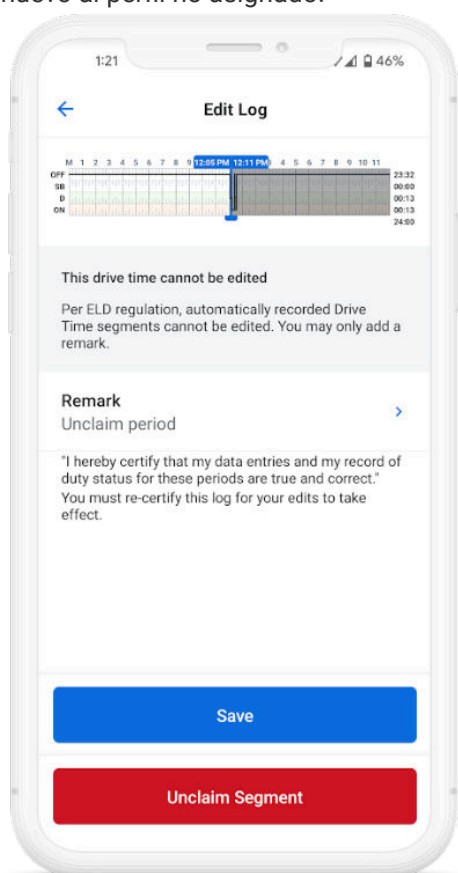 nuevo al perfil no asignado.
1:21
46%
Edit Log
M 1 2 3 4 5 6 7 8 9 12:05 PM 12:11 PM 4 5 6 7 8 9 10 11
OFF 23:32
SB 00:00
D 00:13
ON 00:13
24:00
This drive time cannot be edited
Per ELD regulation, automatically recorded Drive
Time segments cannot be edited. You may only add a
remark.
Remark
Unclaim period
"I hereby certify that my data entries and my record of
duty status for these periods are true and correct."
You must re-certify this log for your edits to take
effect.
Save
Unclaim Segment